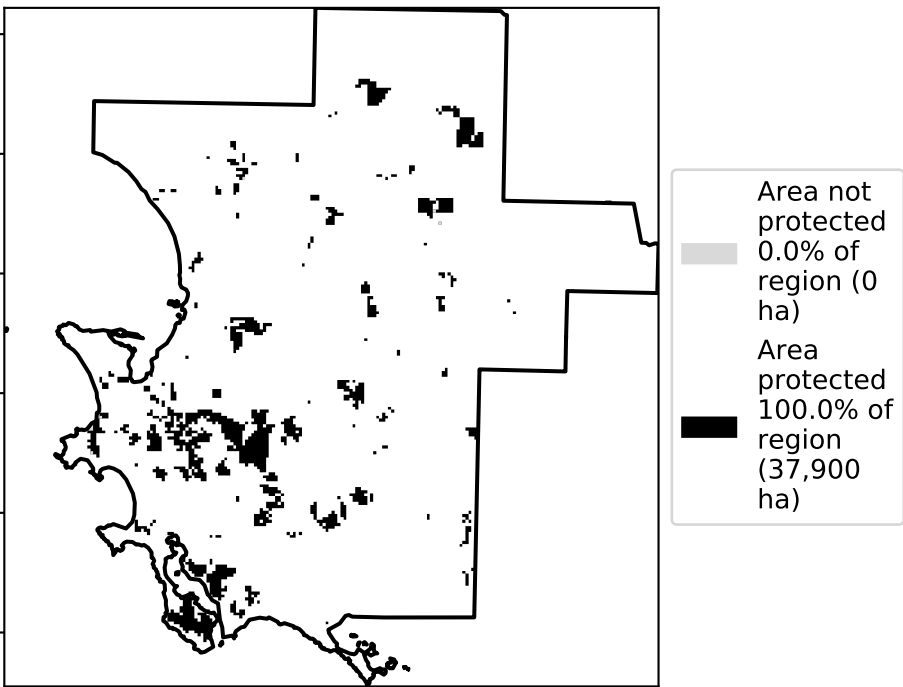 Area not
protected
0.0% of
region (0
ha)
Area
protected
100.0% of
region
(37,900
ha)